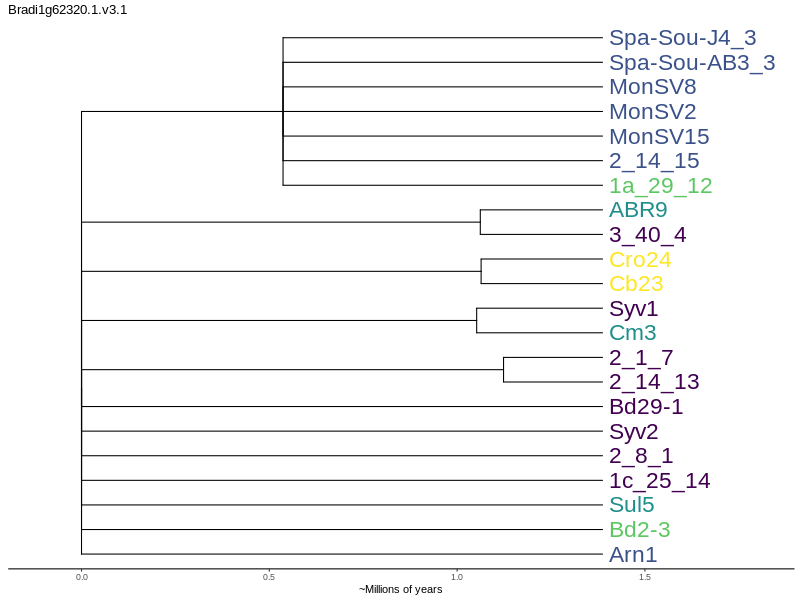 Bradi1g62320.1.v3.1
Spa-Sou-J4_3
Spa-Sou-AB3_3
MonSV8
MonSV2
MonSV15
2_14_15
1a_29_12
ABR9
3_40_4
Cro24
Cb23
Syv1
Cm3
2_1_7
2_14_13
Bd29-1
Syv2
2_8_1
1c_25_14
Sul5
Bd2-3
Arn1
0.0 0.5 1.0 1.5
~Millions of years